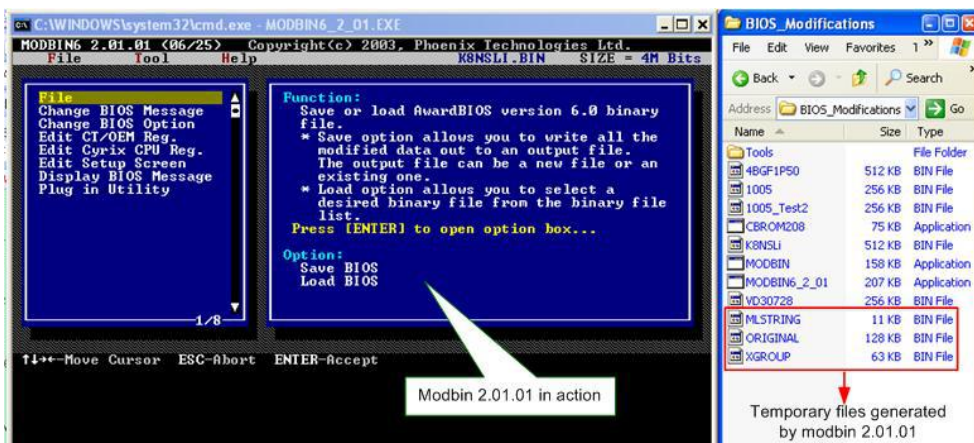 C:\WINDOWS\system32\cmd.exe - MODBIN6_2_01.EXE
MODBIN6 2.01.01 (06/25) Copyright(c) 2003, Phoenix Technologies Ltd.
File Tool Help K8NSLI.BIN SIZE = 4M Bits
File
Change BIOS Message
Change BIOS Option
Edit CT/OEM Reg.
Edit Cyrix CPU Reg.
Edit Setup Screen
Display BIOS Message
Plug in Utility
1/8
Function:
Save or load AwardBIOS version 6.0 binary
file.
* Save option allows you to write all the
modified data out to an output file.
The output file can be a new file or an
existing one.
* Load option allows you to select a
desired binary file from the binary file
list.
Press [ENTER] to open option box...
Option:
Save BIOS
Load BIOS
↑↓→←-Move Cursor ESC-Abort ENTER-Accept
Modbin 2.01.01 in action
BIOS_Modifications
File Edit View Favorites 1 »
Back Search »
Address BIOS_Modifications Go
Name Size Type
Tools File Folder
4BGF1P50 512 KB BIN File
1005 256 KB BIN File
1005_Test2 256 KB BIN File
CBROM208 75 KB Application
K8NSLi 512 KB BIN File
MODBIN 158 KB Application
MODBIN6_2_01 207 KB Application
VD30728 256 KB BIN File
MLSTRING 11 KB BIN File
ORIGINAL 128 KB BIN File
XGROUP 63 KB BIN File
Temporary files generated
by modbin 2.01.01